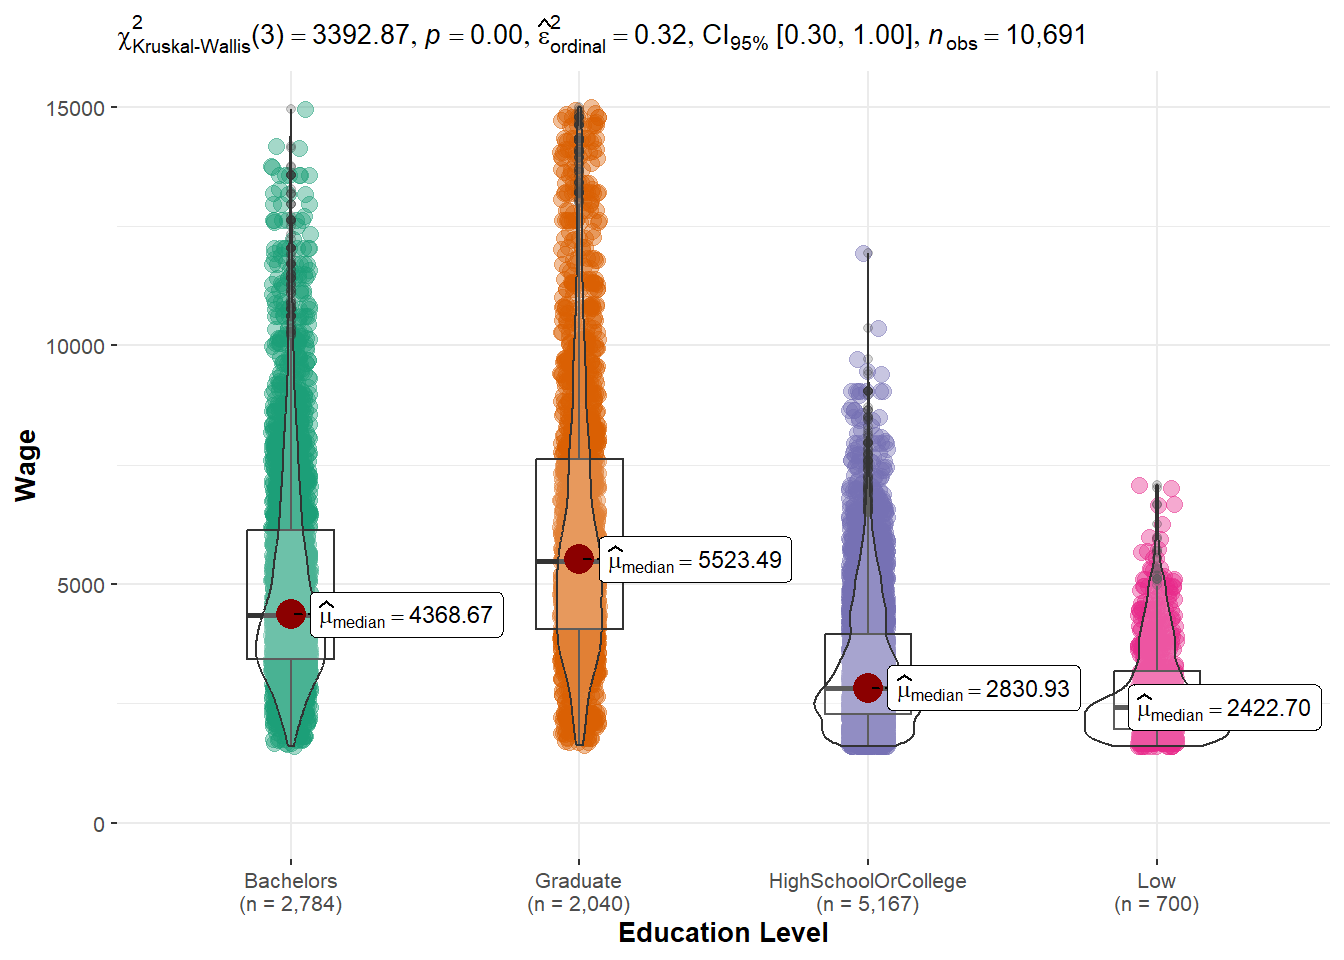 χ²Kruskal-Wallis(3) = 3392.87, p = 0.00, ε̂²ordinal = 0.32, CI95% [0.30, 1.00], nobs = 10,691
15000
10000
5000
0
Wage
μ̂median = 4368.67
μ̂median = 5523.49
μ̂median = 2830.93
μ̂median = 2422.70
Bachelors
(n = 2,784)
Graduate
(n = 2,040)
HighSchoolOrCollege
(n = 5,167)
Low
(n = 700)
Education Level